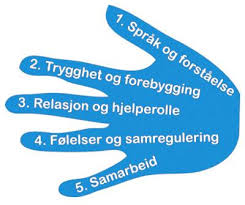 1. Språk og forståelse
2. Trygghet og forebygging
3. Relasjon og hjelperolle
4. Følelser og samregulering
5. Samarbeid